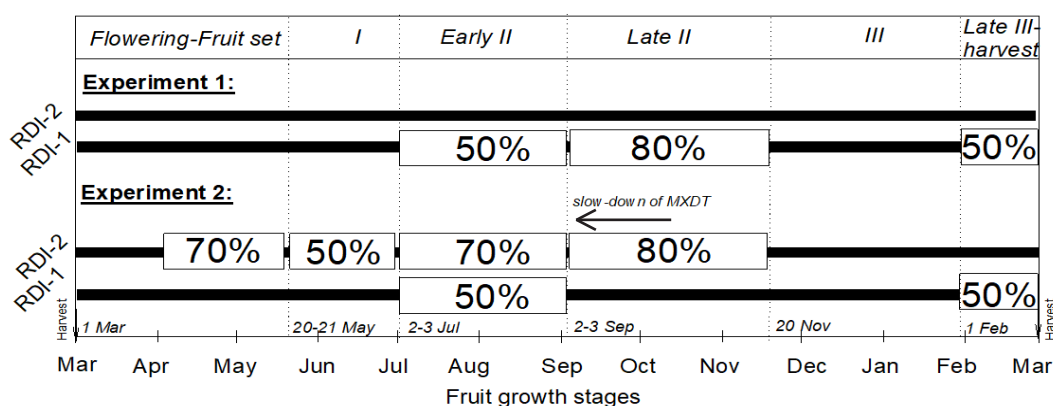 Flowering-Fruit set I Early II Late II III Late III-
harvest
Experiment 1:
RDI-2
RDI-1 50% 80% 50%
Experiment 2:
slow-down of MXDT
RDI-2 70% 50% 70% 80%
RDI-1 50% 50%
Harvest 1 Mar 20-21 May 2-3 Jul 2-3 Sep 20 Nov 1 Feb Harvest
Mar Apr May Jun Jul Aug Sep Oct Nov Dec Jan Feb Mar
Fruit growth stages